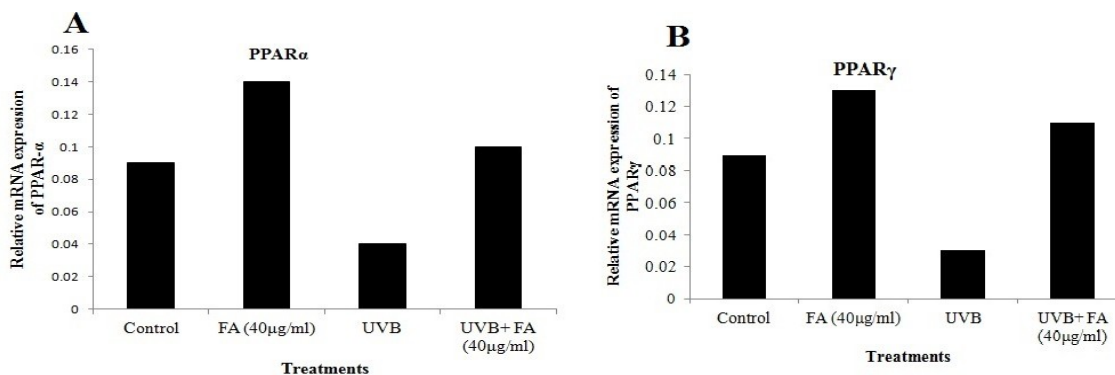 A
PPARα
0.16
0.14
0.12
0.1
0.08
0.06
0.04
0.02
0
Relative mRNA expression
of PPAR-α
Control
FA (40μg/ml)
UVB
UVB+ FA
(40μg/ml)
Treatments
B
PPARγ
0.14
0.12
0.1
0.08
0.06
0.04
0.02
0
Relative mRNA expression of
PPARγ
Control
FA (40μg/ml)
UVB
UVB+ FA
(40μg/ml)
Treatments